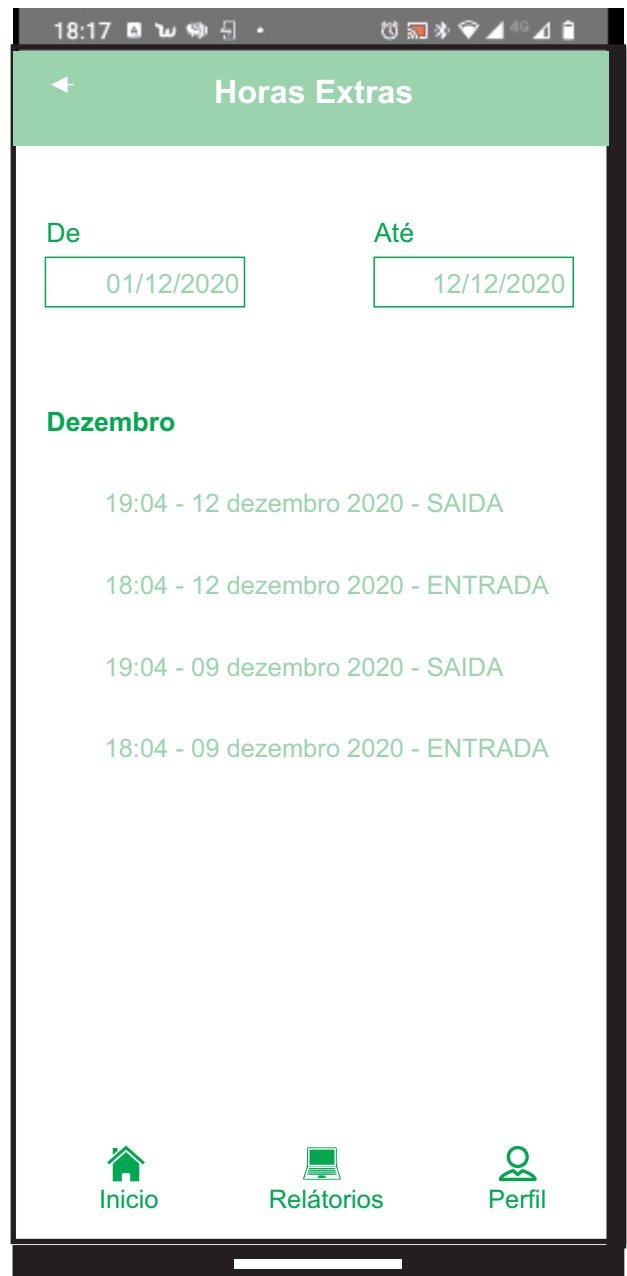 18:17
4G
Horas Extras
De Até
01/12/2020 12/12/2020
Dezembro
19:04 - 12 dezembro 2020 - SAIDA
18:04 - 12 dezembro 2020 - ENTRADA
19:04 - 09 dezembro 2020 - SAIDA
18:04 - 09 dezembro 2020 - ENTRADA
Inicio Relátorios Perfil